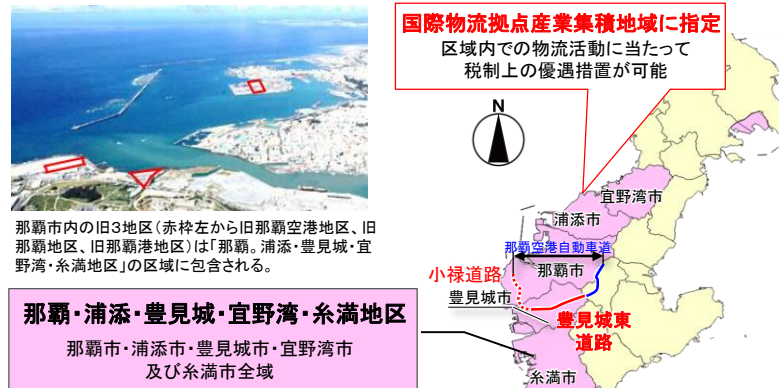 国際物流拠点産業集積地域に指定
区域内での物流活動に当たって
税制上の優遇措置が可能
N
那覇市内の旧3地区(赤枠左から旧那覇空港地区、旧
那覇地区、旧那覇港地区)は「那覇。浦添・豊見城・宜
野湾・糸満地区」の区域に包含される。
那覇・浦添・豊見城・宜野湾・糸満地区
那覇市・浦添市・豊見城市・宜野湾市
及び糸満市全域
宜野湾市
浦添市
那覇空港自動車道
小禄道路
那覇市
豊見城市
豊見城東
道路
糸満市